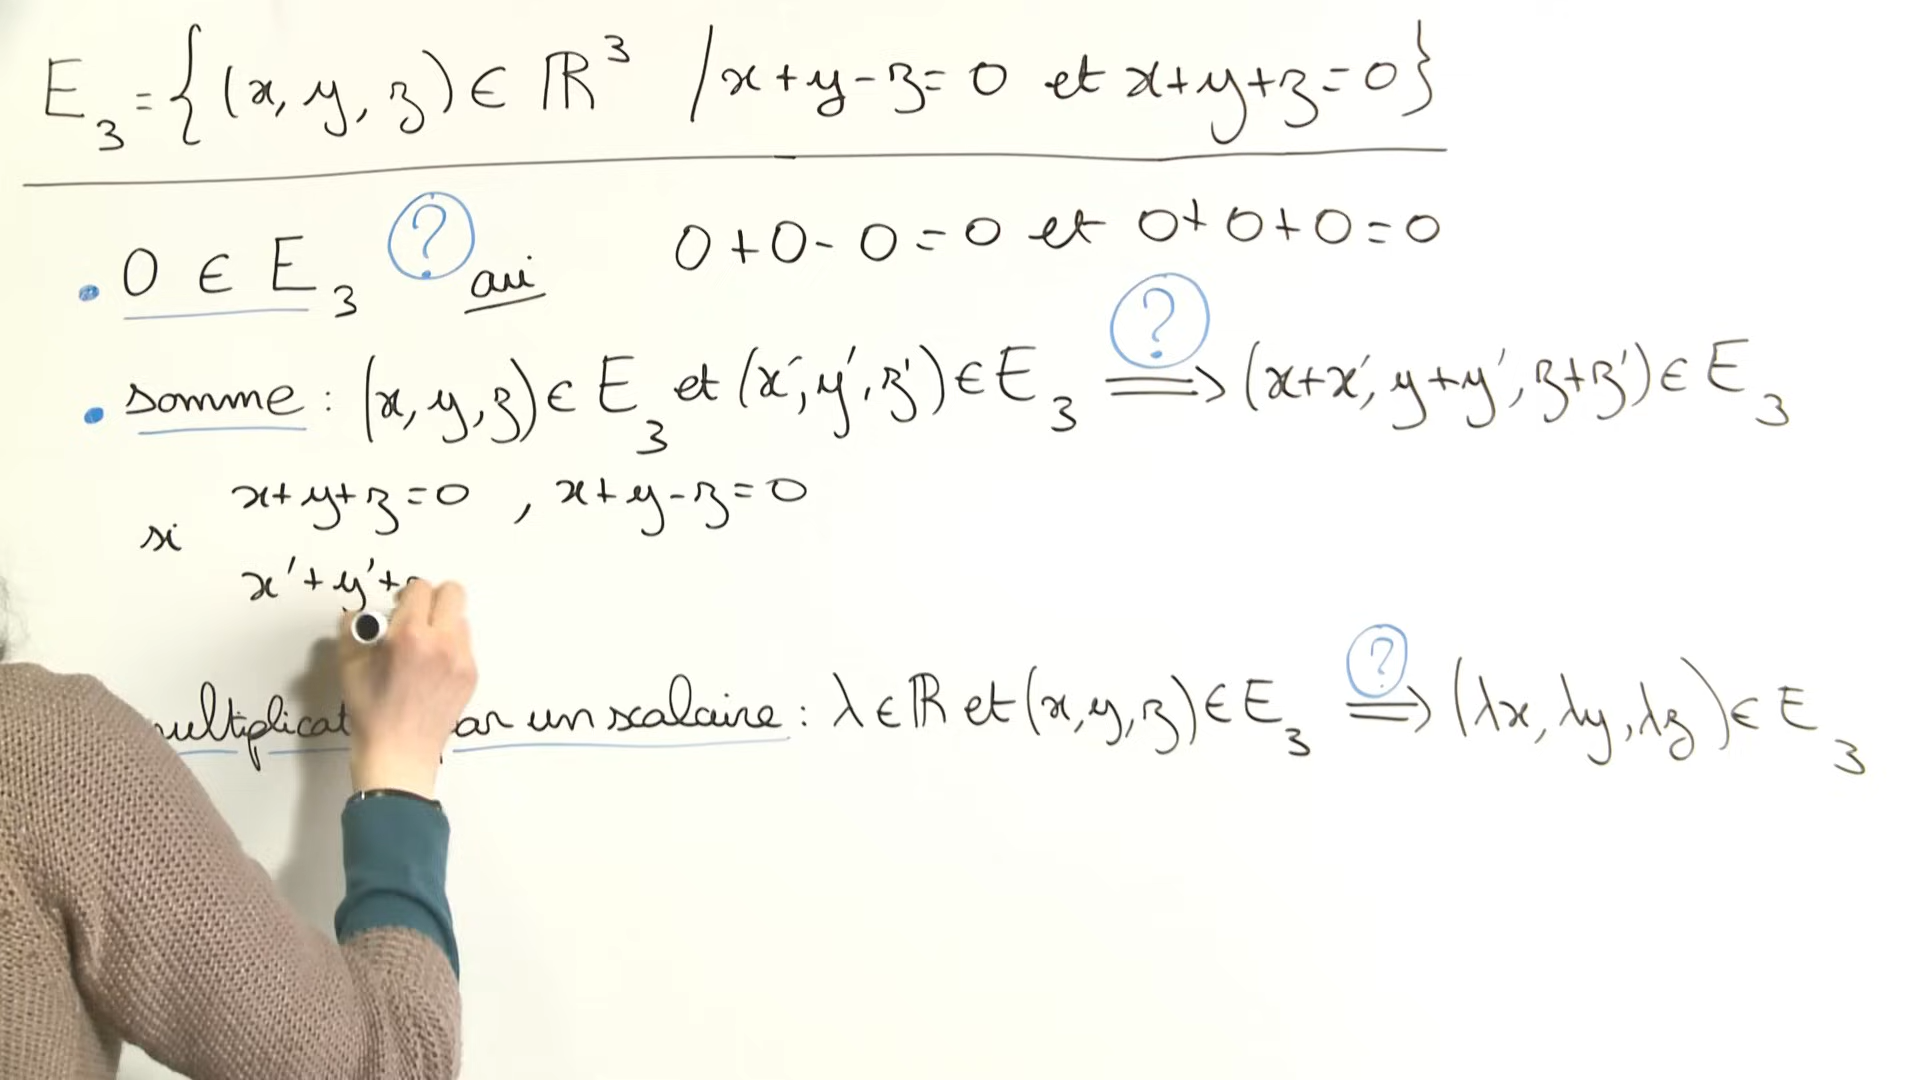 E₃ = {(x, y, z) ∈ ℝ³ / x+y-z=0 et x+y+z=0}
• 0 ∈ E₃ ? oui 0+0-0=0 et 0+0+0=0
• somme : (x, y, z) ∈ E₃ et (x', y', z') ∈ E₃ ?⟹ (x+x', y+y', z+z') ∈ E₃
x+y+z=0 , x+y-z=0
si
x'+y'+
par un scalaire : λ ∈ ℝ et (x, y, z) ∈ E₃ ?⟹ (λx, λy, λz) ∈ E₃